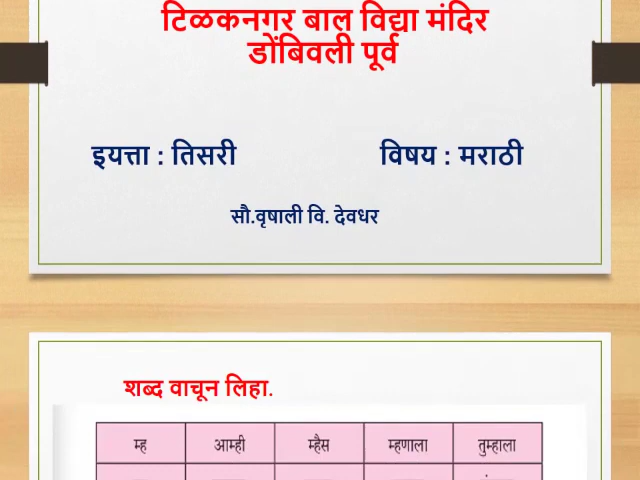 टिळकनगर बाल विद्या मंदिर
डोंबिवली पूर्व
इयत्ता : तिसरी विषय : मराठी
सौ.वृषाली वि. देवधर
शब्द वाचून लिहा.
म्ह आम्ही म्हैस म्हणाला तुम्हाला